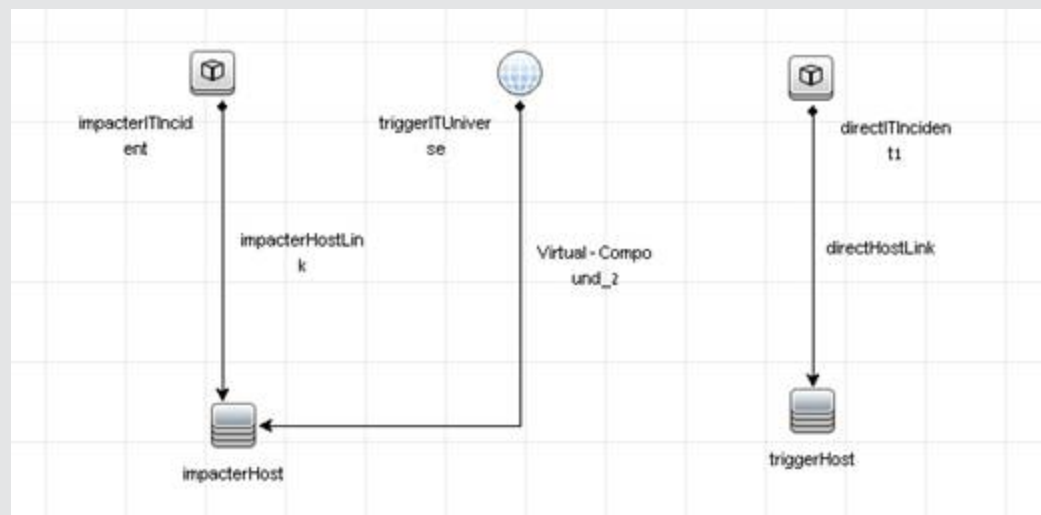 impacterITIncid
ent
triggerITUniver
se
directITInciden
t1
impacterHostLin
k
Virtual - Compo
und_2
directHostLink
impacterHost
triggerHost